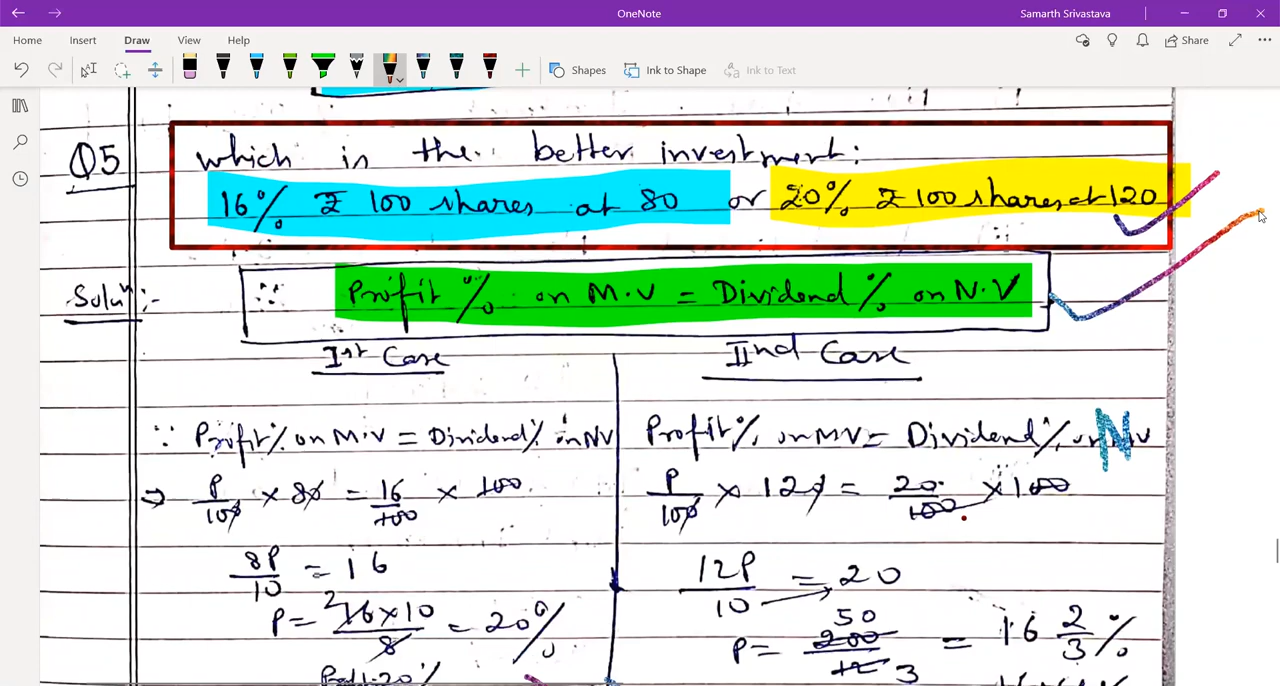 OneNote
Samarth Srivastava
Home Insert Draw View Help
Share
Shapes Ink to Shape Ink to Text
Q5 which is the better investment:
16% ₹ 100 shares at 80 or 20% ₹ 100 shares at 120
Soluⁿ:- ∵ Profit % on M.V = Dividend % on N.V
Iˢᵗ Case
IInd Case
∵ Profit % on M.V = Dividend % on NV
⇒ P/100 × 80 = 16/100 × 100
8P/10 = 16
P = 16×10/8 = 20%
2
Profit % on MV = Dividend % on NV
N
P/100 × 120 = 20/100 × 100
12P/10 = 20
50
P = 200/12 = 16 2/3 %
3